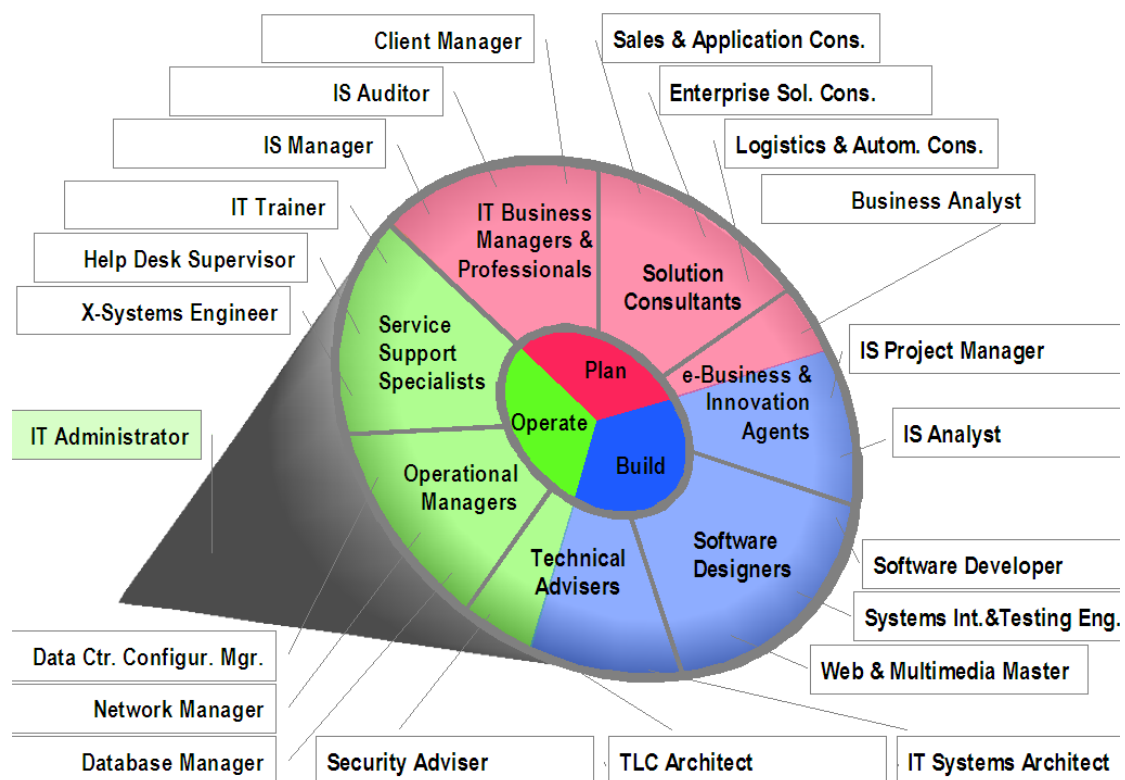 Client Manager
Sales & Application Cons.
IS Auditor
Enterprise Sol. Cons.
IS Manager
Logistics & Autom. Cons.
IT Trainer
Business Analyst
Help Desk Supervisor
X-Systems Engineer
IT Administrator
IT Business
Managers &
Professionals
Solution
Consultants
Service
Support
Specialists
Plan
Operate
Build
e-Business &
Innovation
Agents
Operational
Managers
Technical
Advisers
Software
Designers
IS Project Manager
IS Analyst
Software Developer
Systems Int.&Testing Eng.
Web & Multimedia Master
Data Ctr. Configur. Mgr.
Network Manager
Database Manager
Security Adviser
TLC Architect
IT Systems Architect